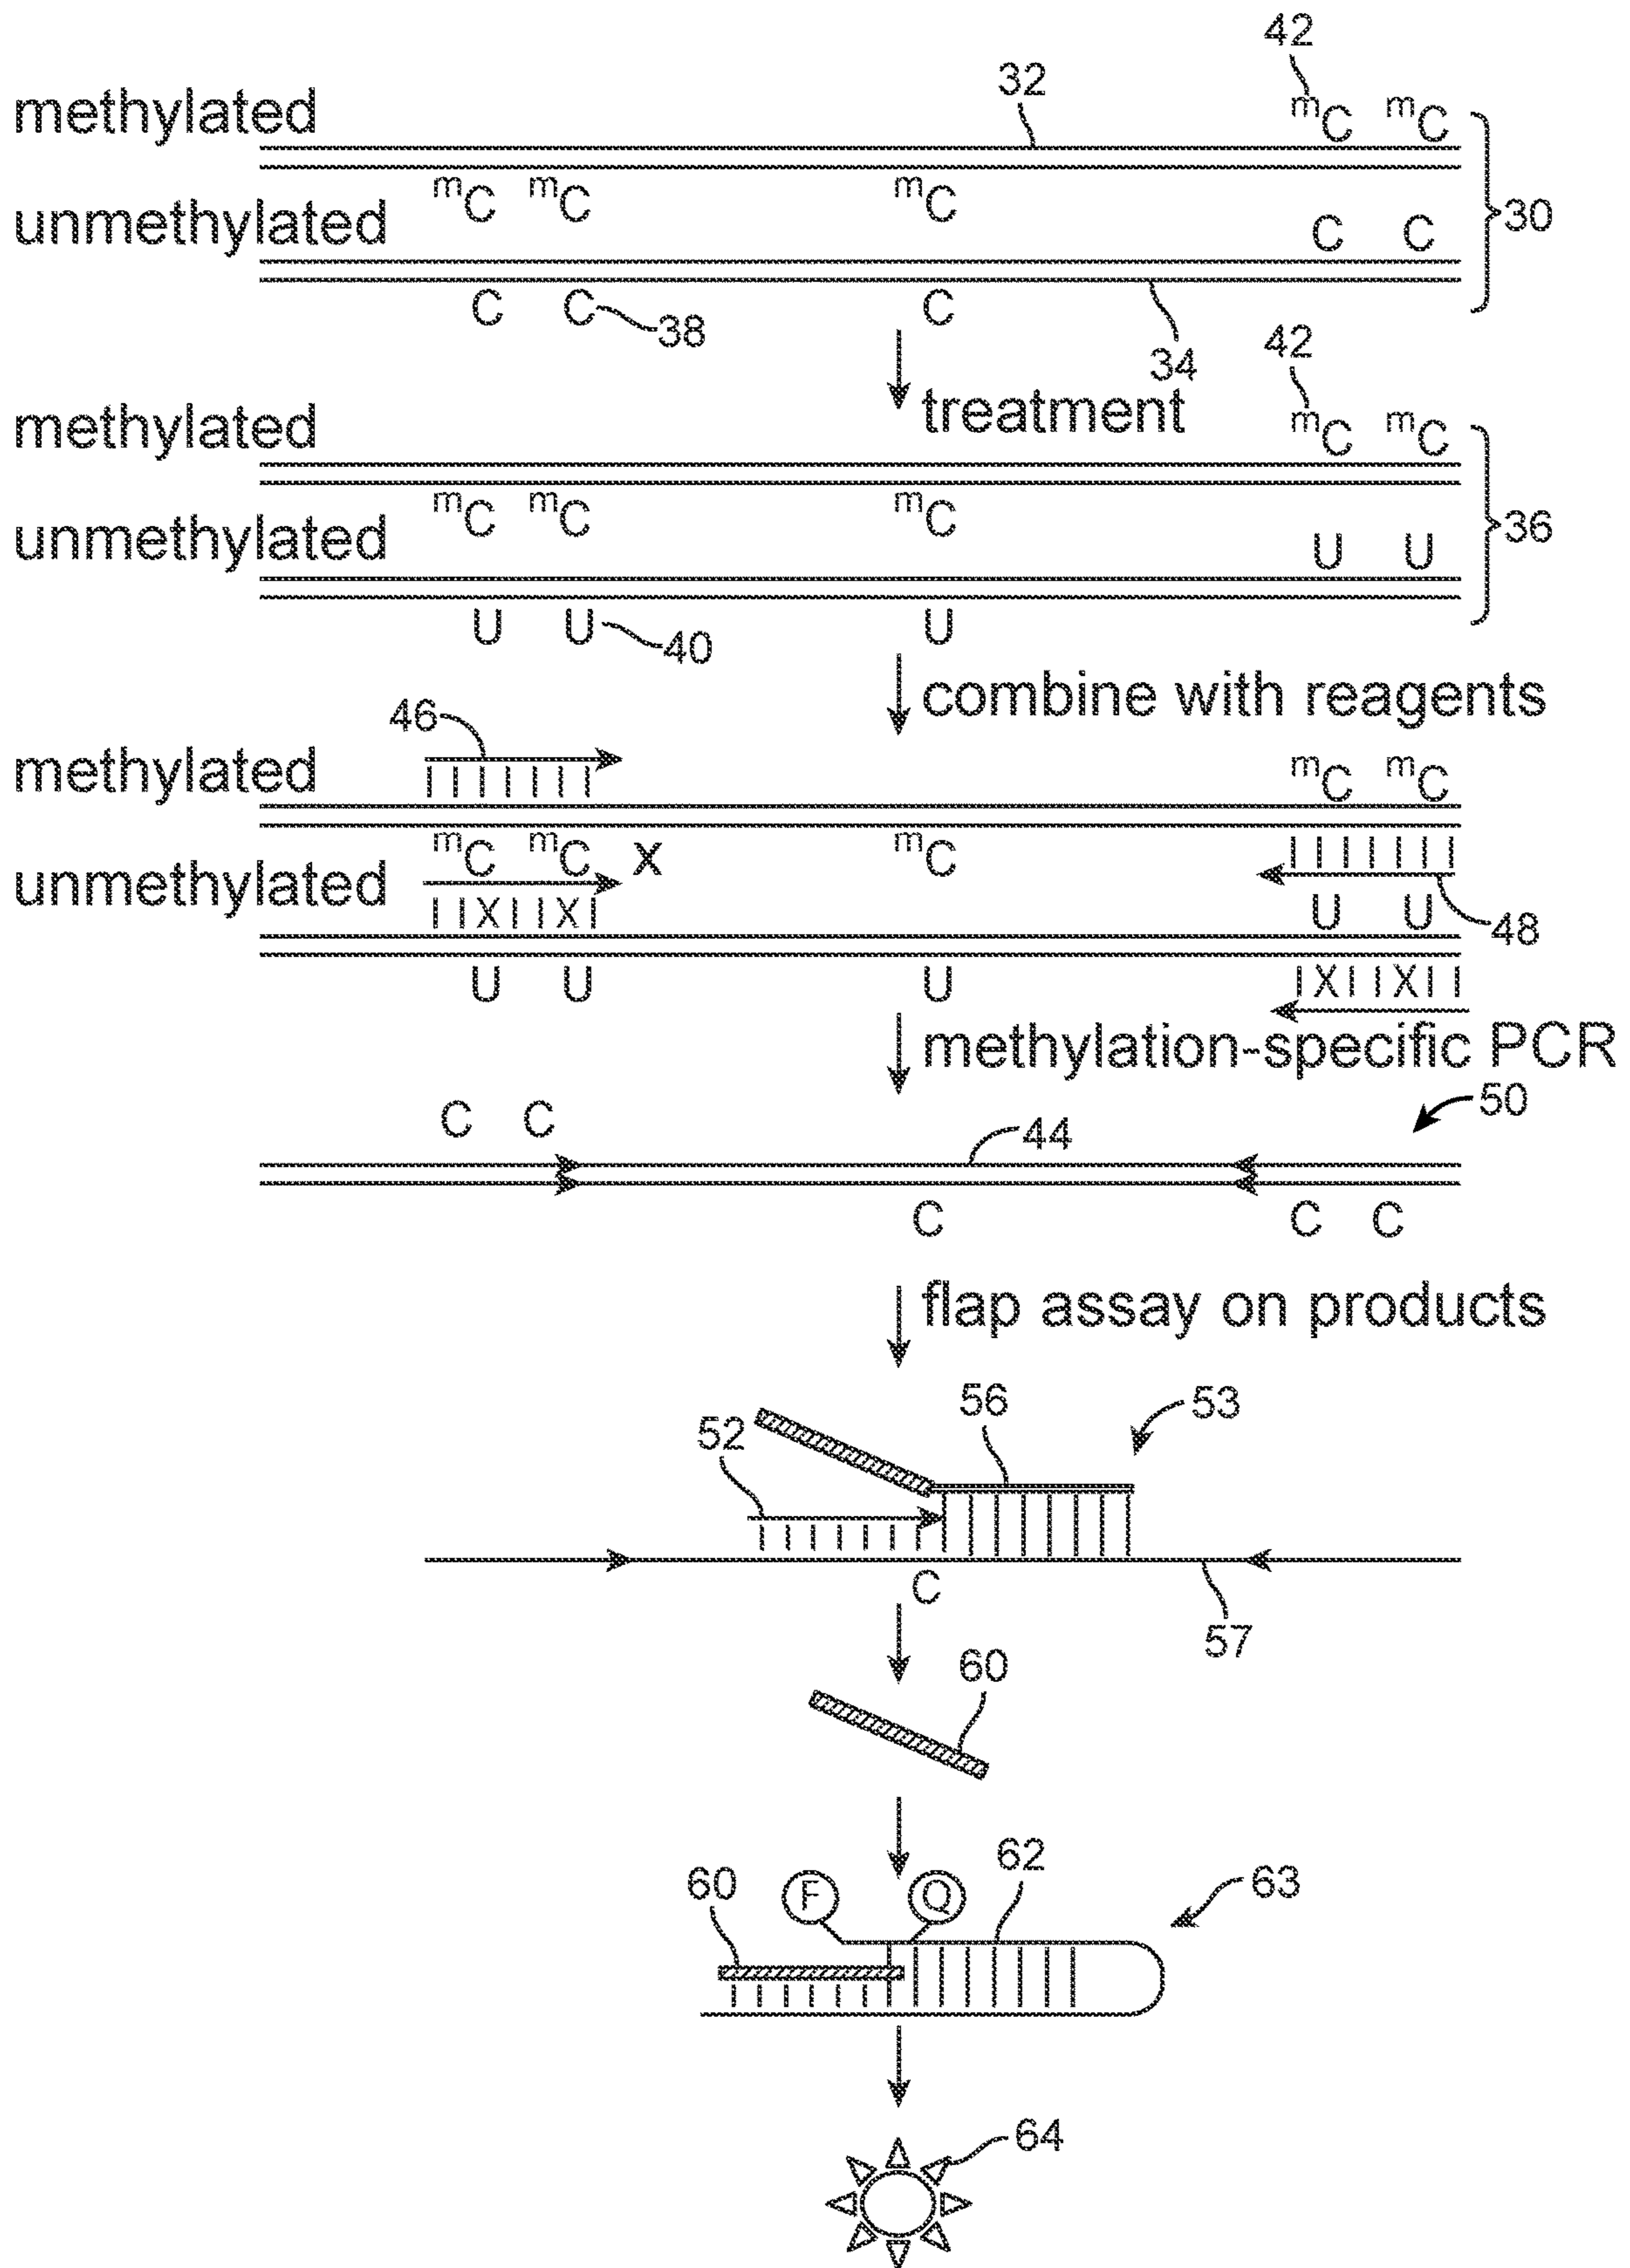 42
methylated 32 mC mC
mC mC mC
unmethylated C C 30
C C 38 C
34 42
treatment
methylated mC mC
mC mC mC
unmethylated U U 36
U U 40 U
combine with reagents
46
methylated mC mC
mC mC X mC
unmethylated U U
I I X I I X I 48
U U U I X I I X I I
methylation-specific PCR
50
C C 44
C C C
flap assay on products
56 53
52
C
57
60
62
60 F Q 63
64